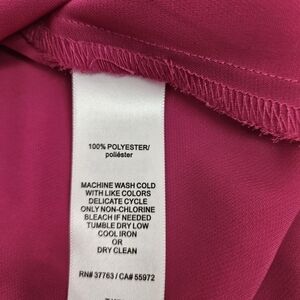 100% POLYESTER/
poliéster
MACHINE WASH COLD
WITH LIKE COLORS
DELICATE CYCLE
ONLY NON-CHLORINE
BLEACH IF NEEDED
TUMBLE DRY LOW
COOL IRON
OR
DRY CLEAN
RN# 37763 / CA# 55972